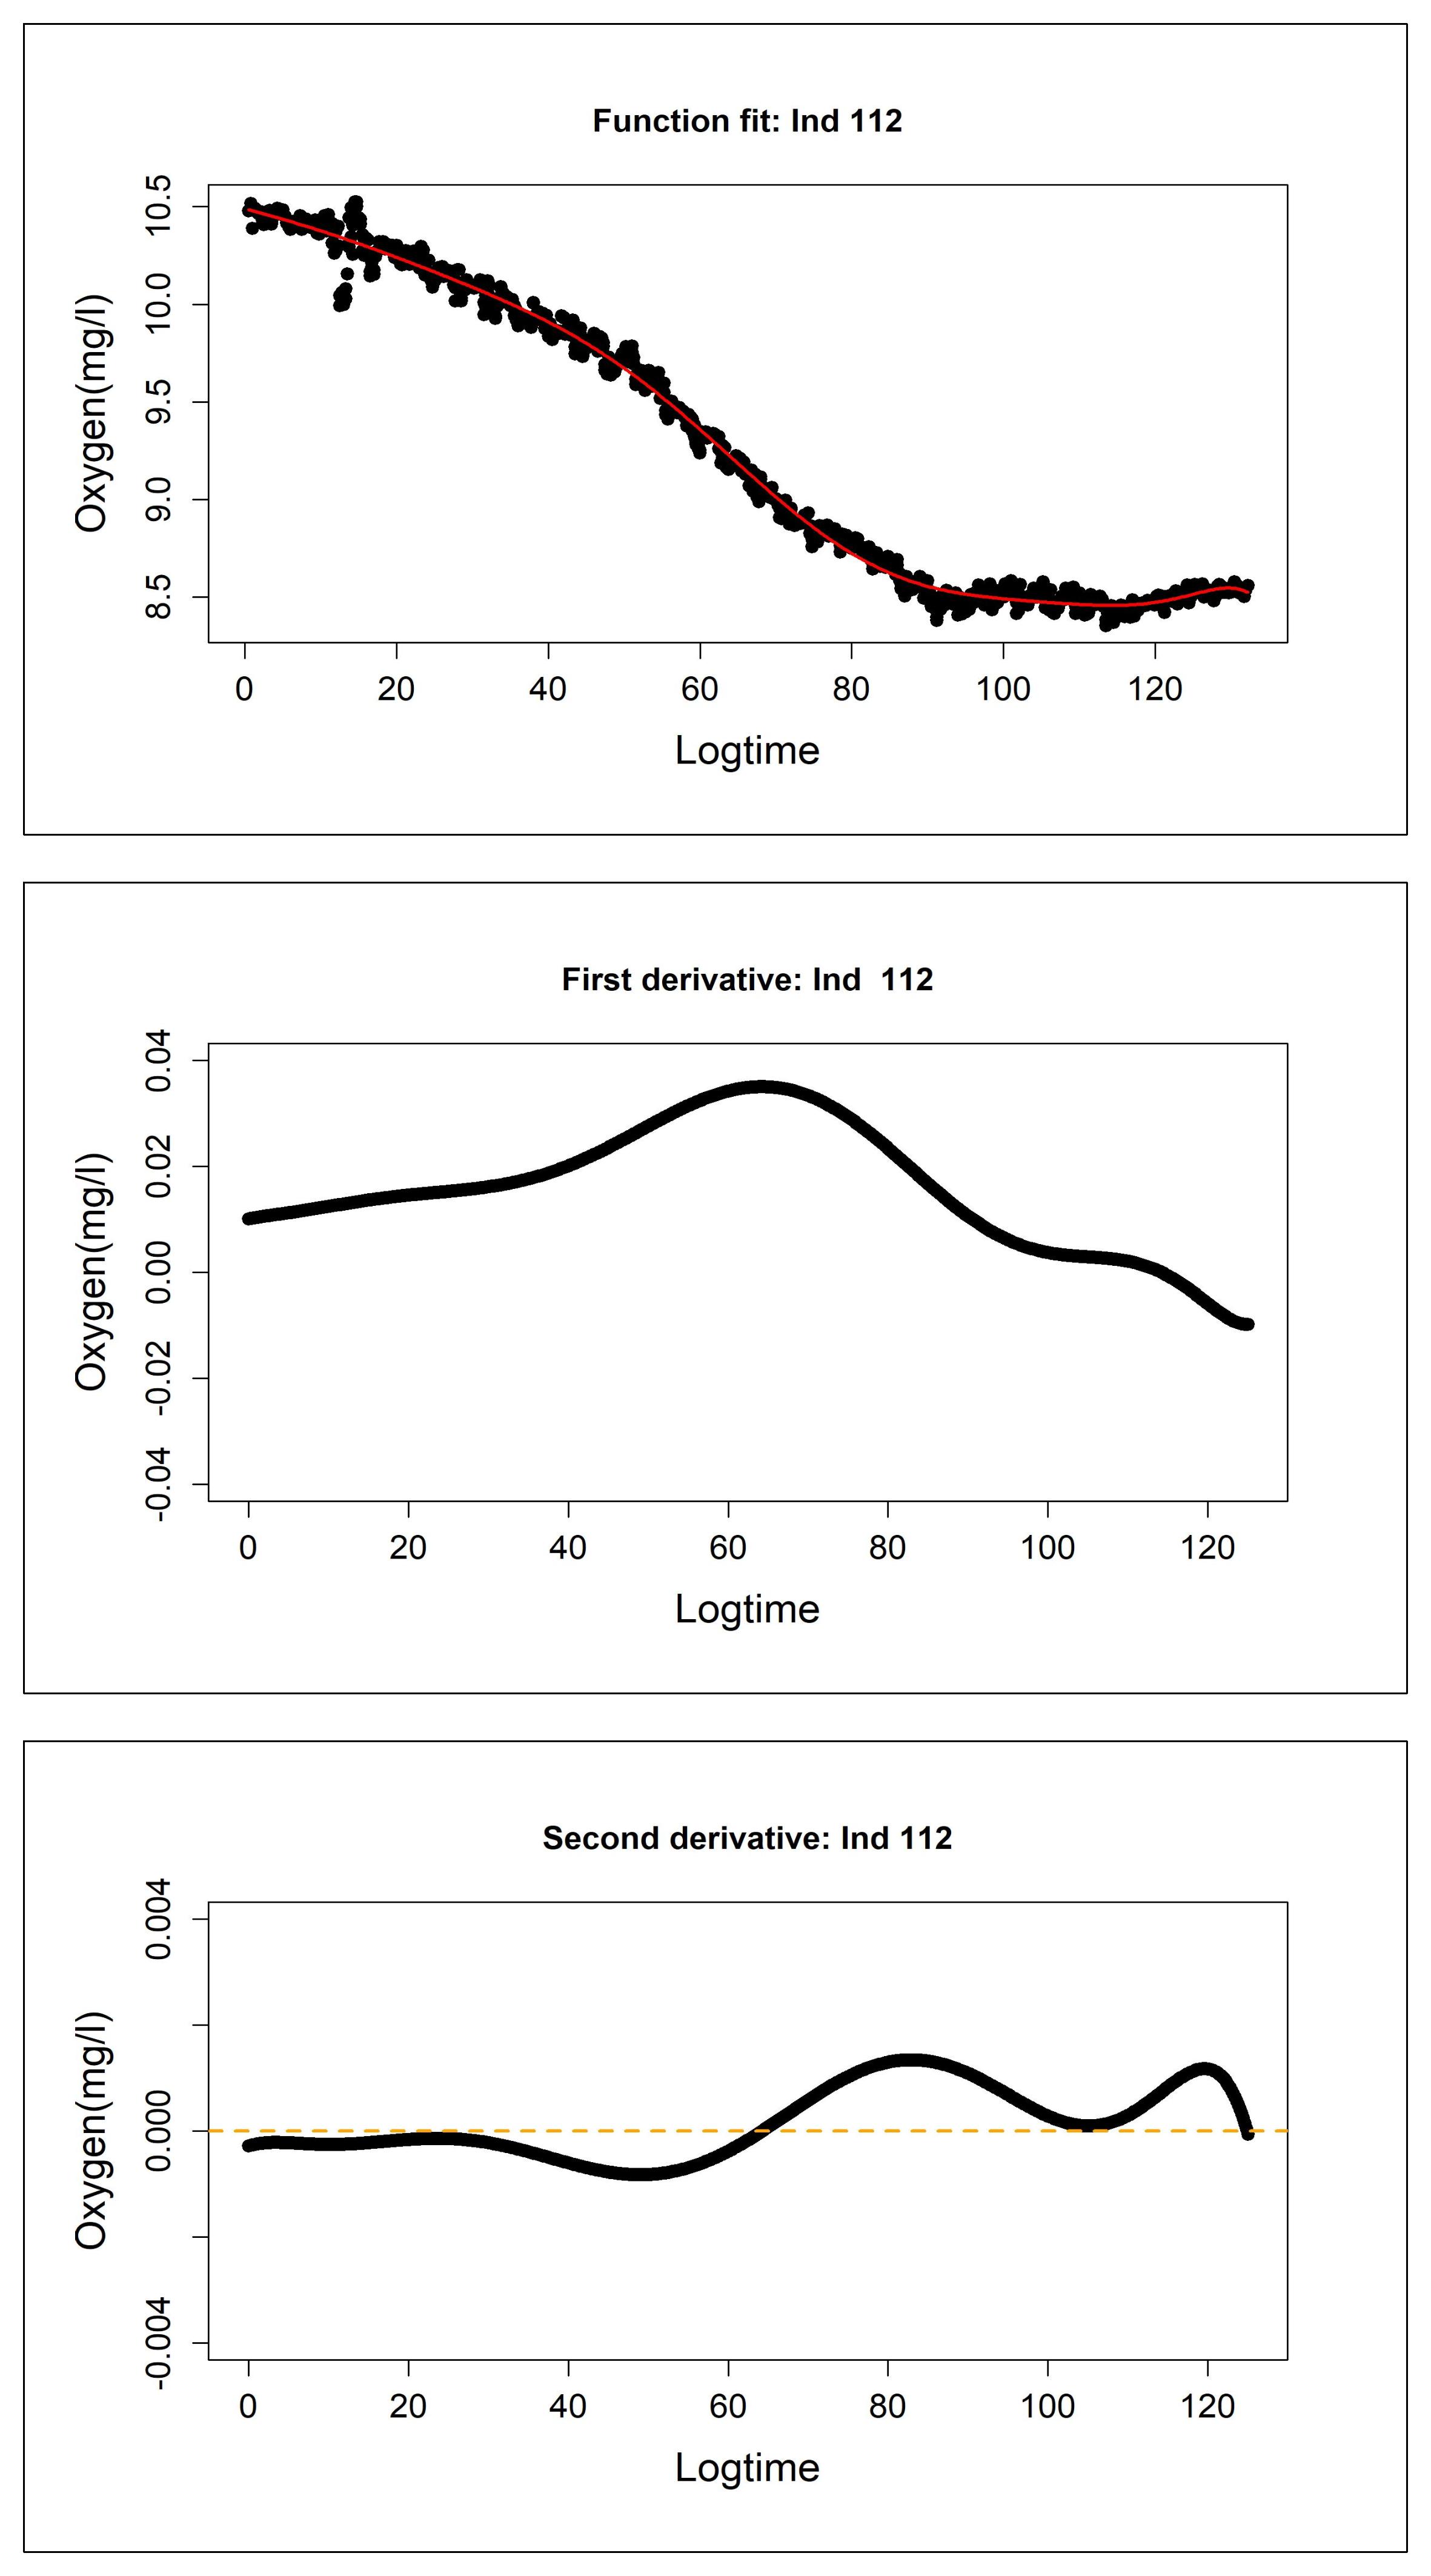 Function fit: Ind 112
Oxygen(mg/l)
10.5
10.0
9.5
9.0
8.5
0 20 40 60 80 100 120
Logtime
First derivative: Ind  112
Oxygen(mg/l)
0.04
0.02
0.00
-0.02
-0.04
0 20 40 60 80 100 120
Logtime
Second derivative: Ind 112
Oxygen(mg/l)
0.004
0.000
-0.004
0 20 40 60 80 100 120
Logtime